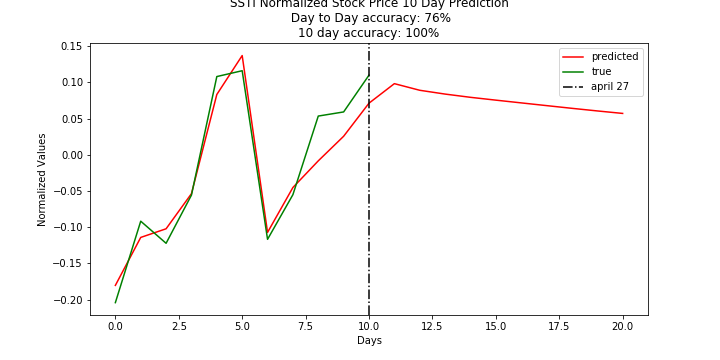 SSTI Normalized Stock Price 10 Day Prediction
Day to Day accuracy: 76%
10 day accuracy: 100%
predicted
true
april 27
Normalized Values
0.15
0.10
0.05
0.00
−0.05
−0.10
−0.15
−0.20
0.0 2.5 5.0 7.5 10.0 12.5 15.0 17.5 20.0
Days